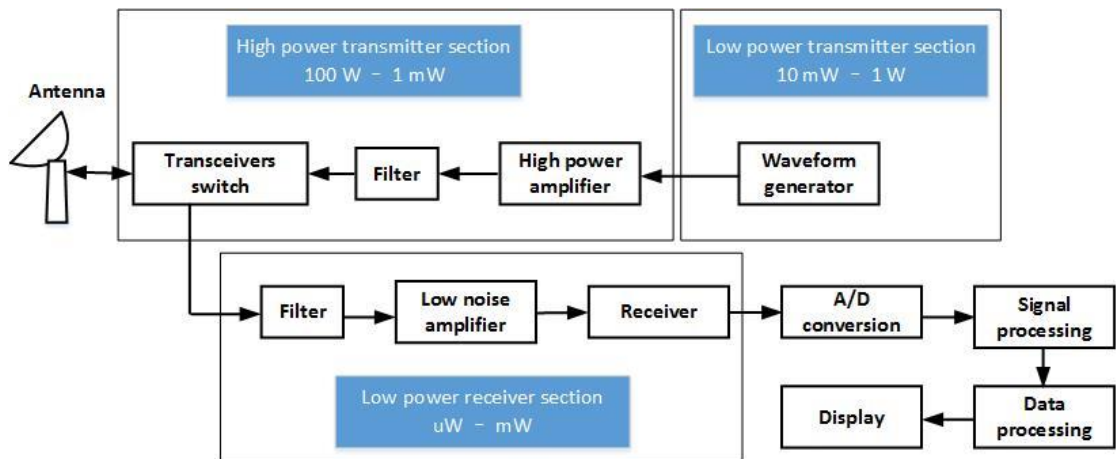 High power transmitter section
100 W – 1 mW
Low power transmitter section
10 mW – 1 W
Antenna
Transceivers
switch
Filter
High power
amplifier
Waveform
generator
Filter
Low noise
amplifier
Receiver
A/D
conversion
Signal
processing
Low power receiver section
uW – mW
Display
Data
processing